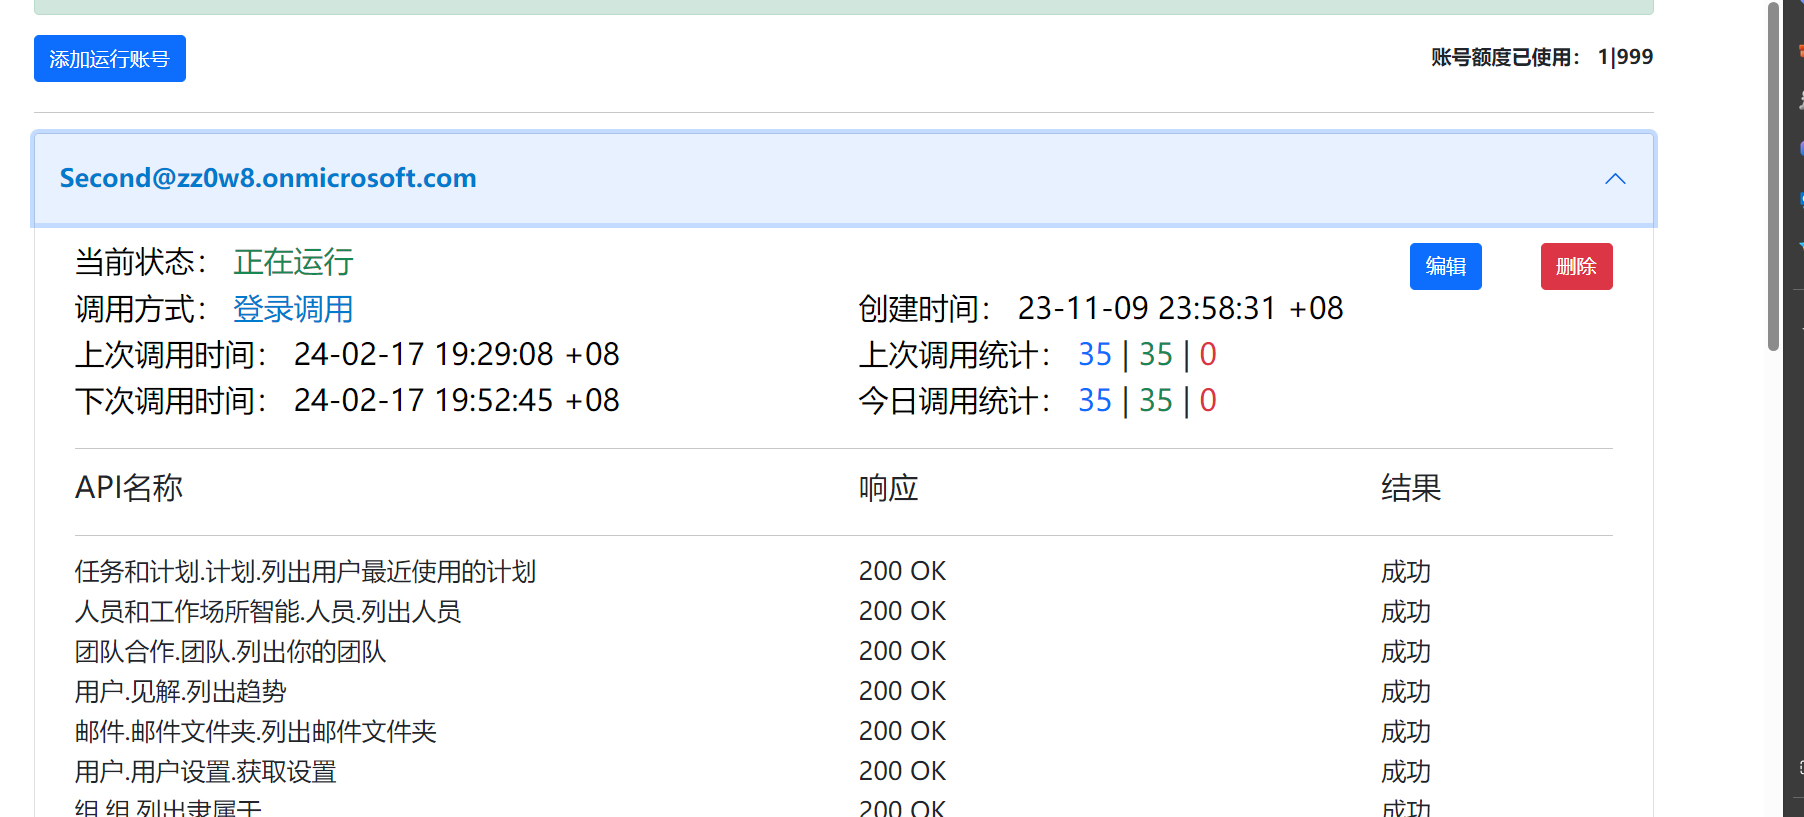 添加运行账号
账号额度已使用： 1|999
Second@zz0w8.onmicrosoft.com
当前状态： 正在运行
编辑
删除
调用方式： 登录调用
创建时间： 23-11-09 23:58:31 +08
上次调用时间： 24-02-17 19:29:08 +08
上次调用统计： 35 | 35 | 0
下次调用时间： 24-02-17 19:52:45 +08
今日调用统计： 35 | 35 | 0
API名称 响应 结果
任务和计划.计划.列出用户最近使用的计划 200 OK 成功
人员和工作场所智能.人员.列出人员 200 OK 成功
团队合作.团队.列出你的团队 200 OK 成功
用户.见解.列出趋势 200 OK 成功
邮件.邮件文件夹.列出邮件文件夹 200 OK 成功
用户.用户设置.获取设置 200 OK 成功
组.组.列出隶属于 200 OK 成功